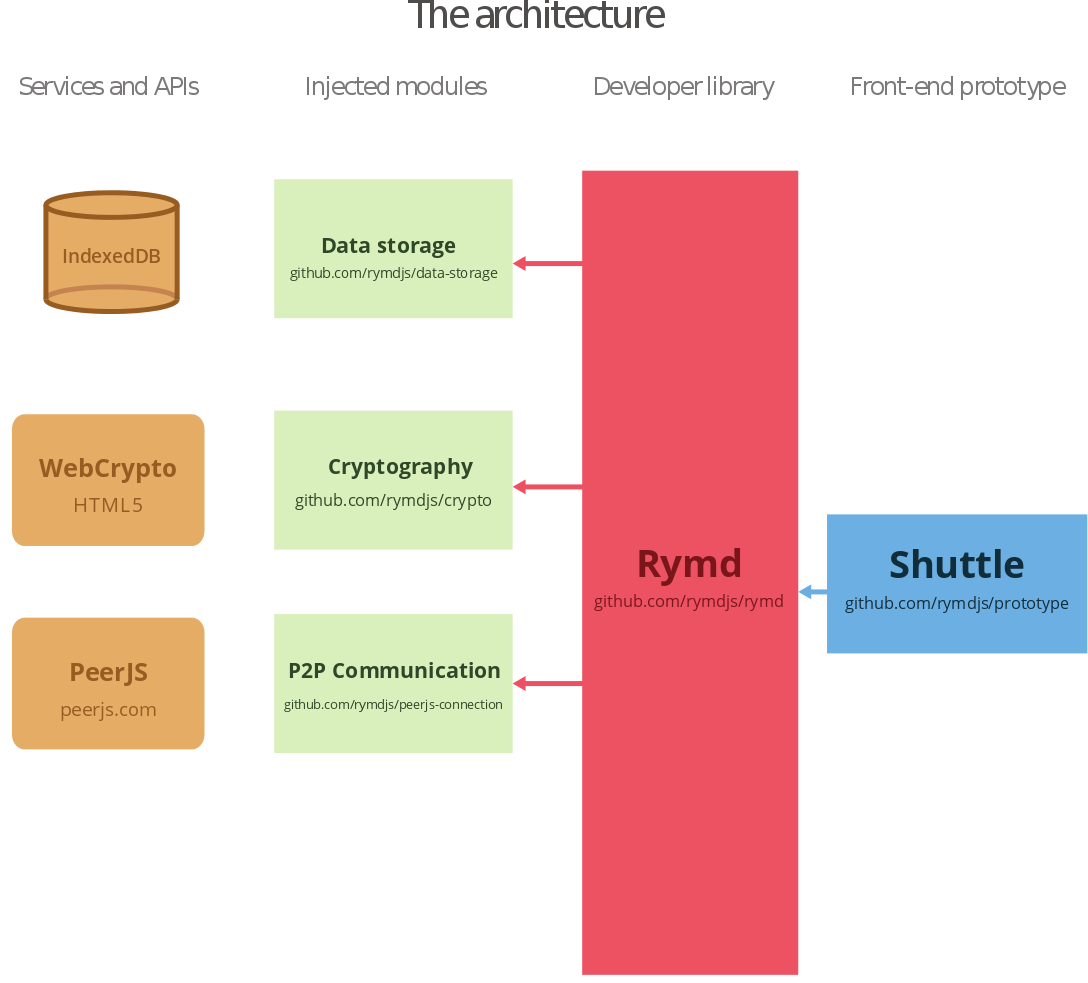 The architecture
Services and APIs
Injected modules
Developer library
Front-end prototype
IndexedDB
Data storage
github.com/rymdjs/data-storage
WebCrypto
HTML5
Cryptography
github.com/rymdjs/crypto
Rymd
github.com/rymdjs/rymd
Shuttle
github.com/rymdjs/prototype
PeerJS
peerjs.com
P2P Communication
github.com/rymdjs/peerjs-connection